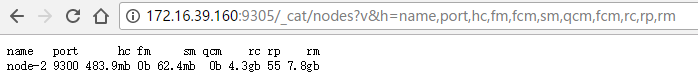 172.16.39.160:9305/_cat/nodes?v&h=name,port,hc,fm,fcm,sm,qcm,fcm,rc,rp,rm
name port hc fm sm qcm rc rp rm
node-2 9300 483.9mb 0b 62.4mb 0b 4.3gb 55 7.8gb